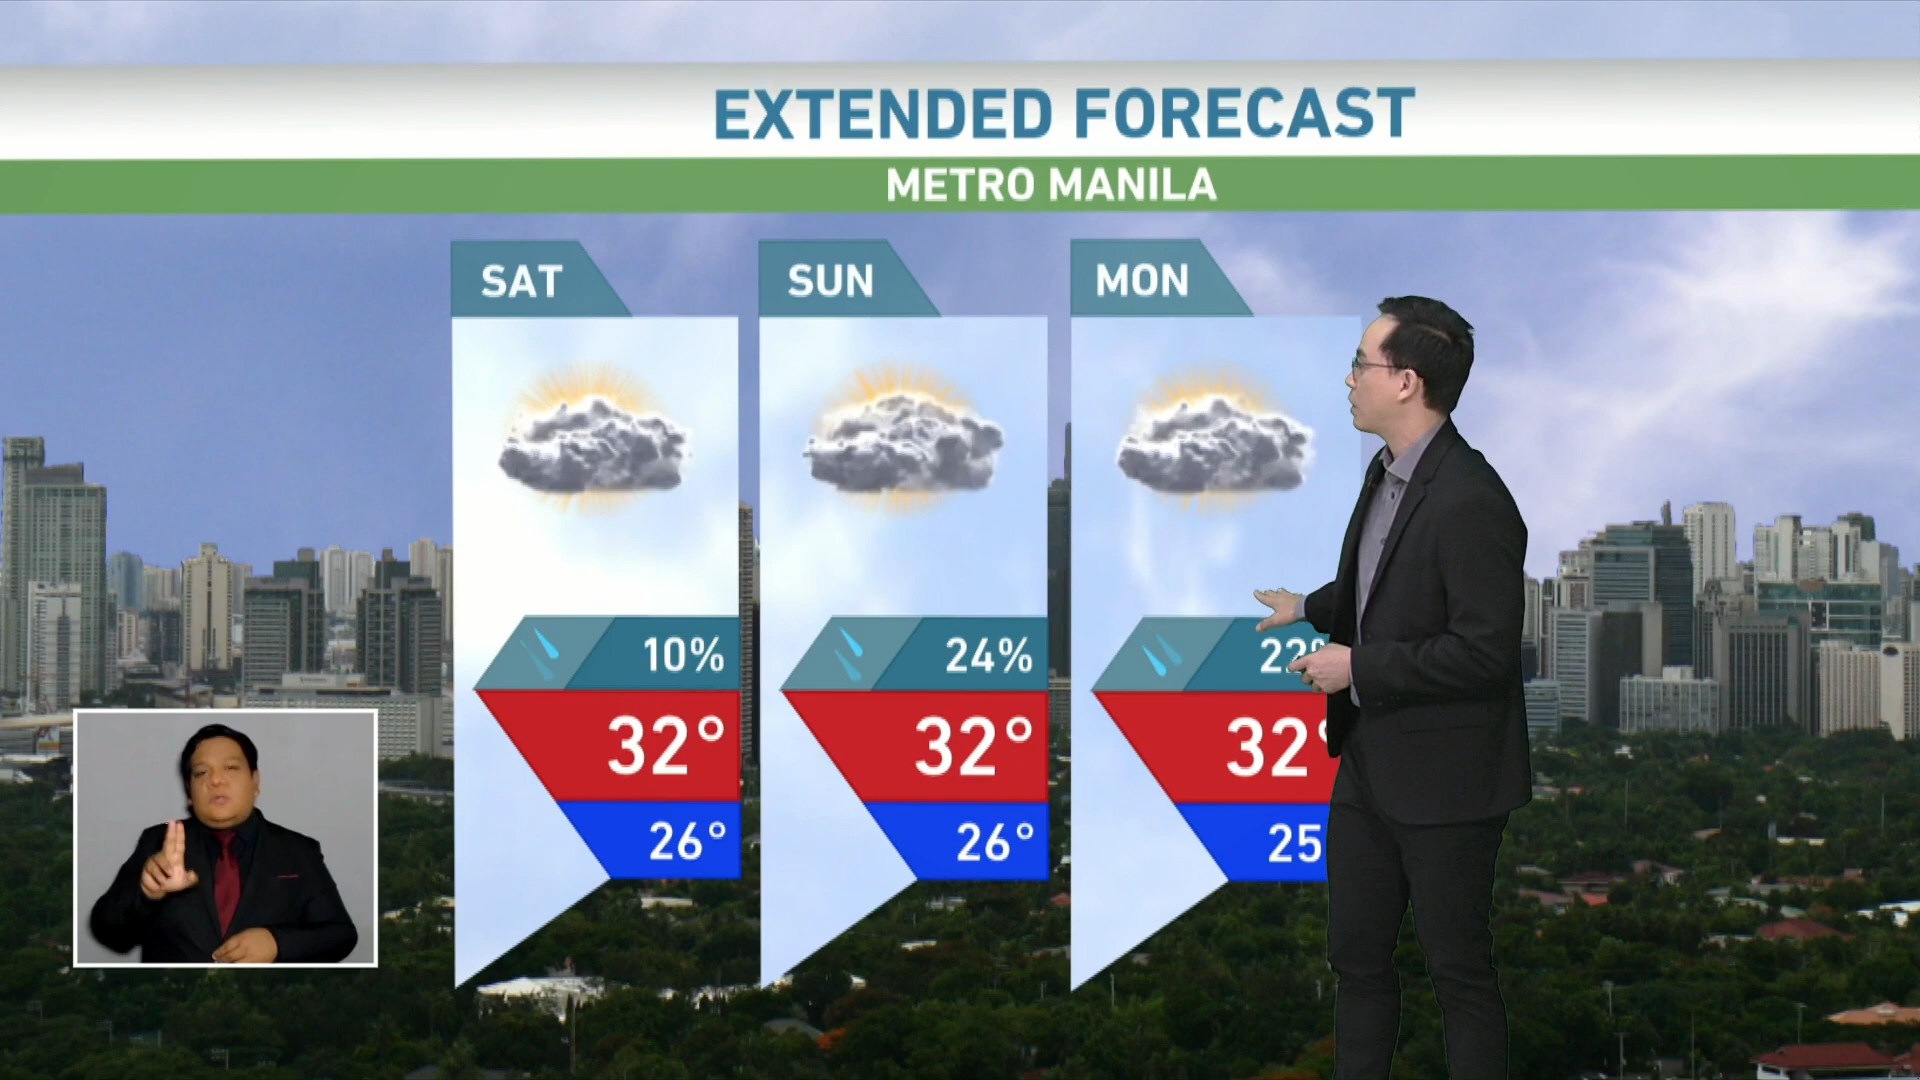 EXTENDED FORECAST
METRO MANILA
SAT
10%
32°
26°
SUN
24%
32°
26°
MON
32°
25